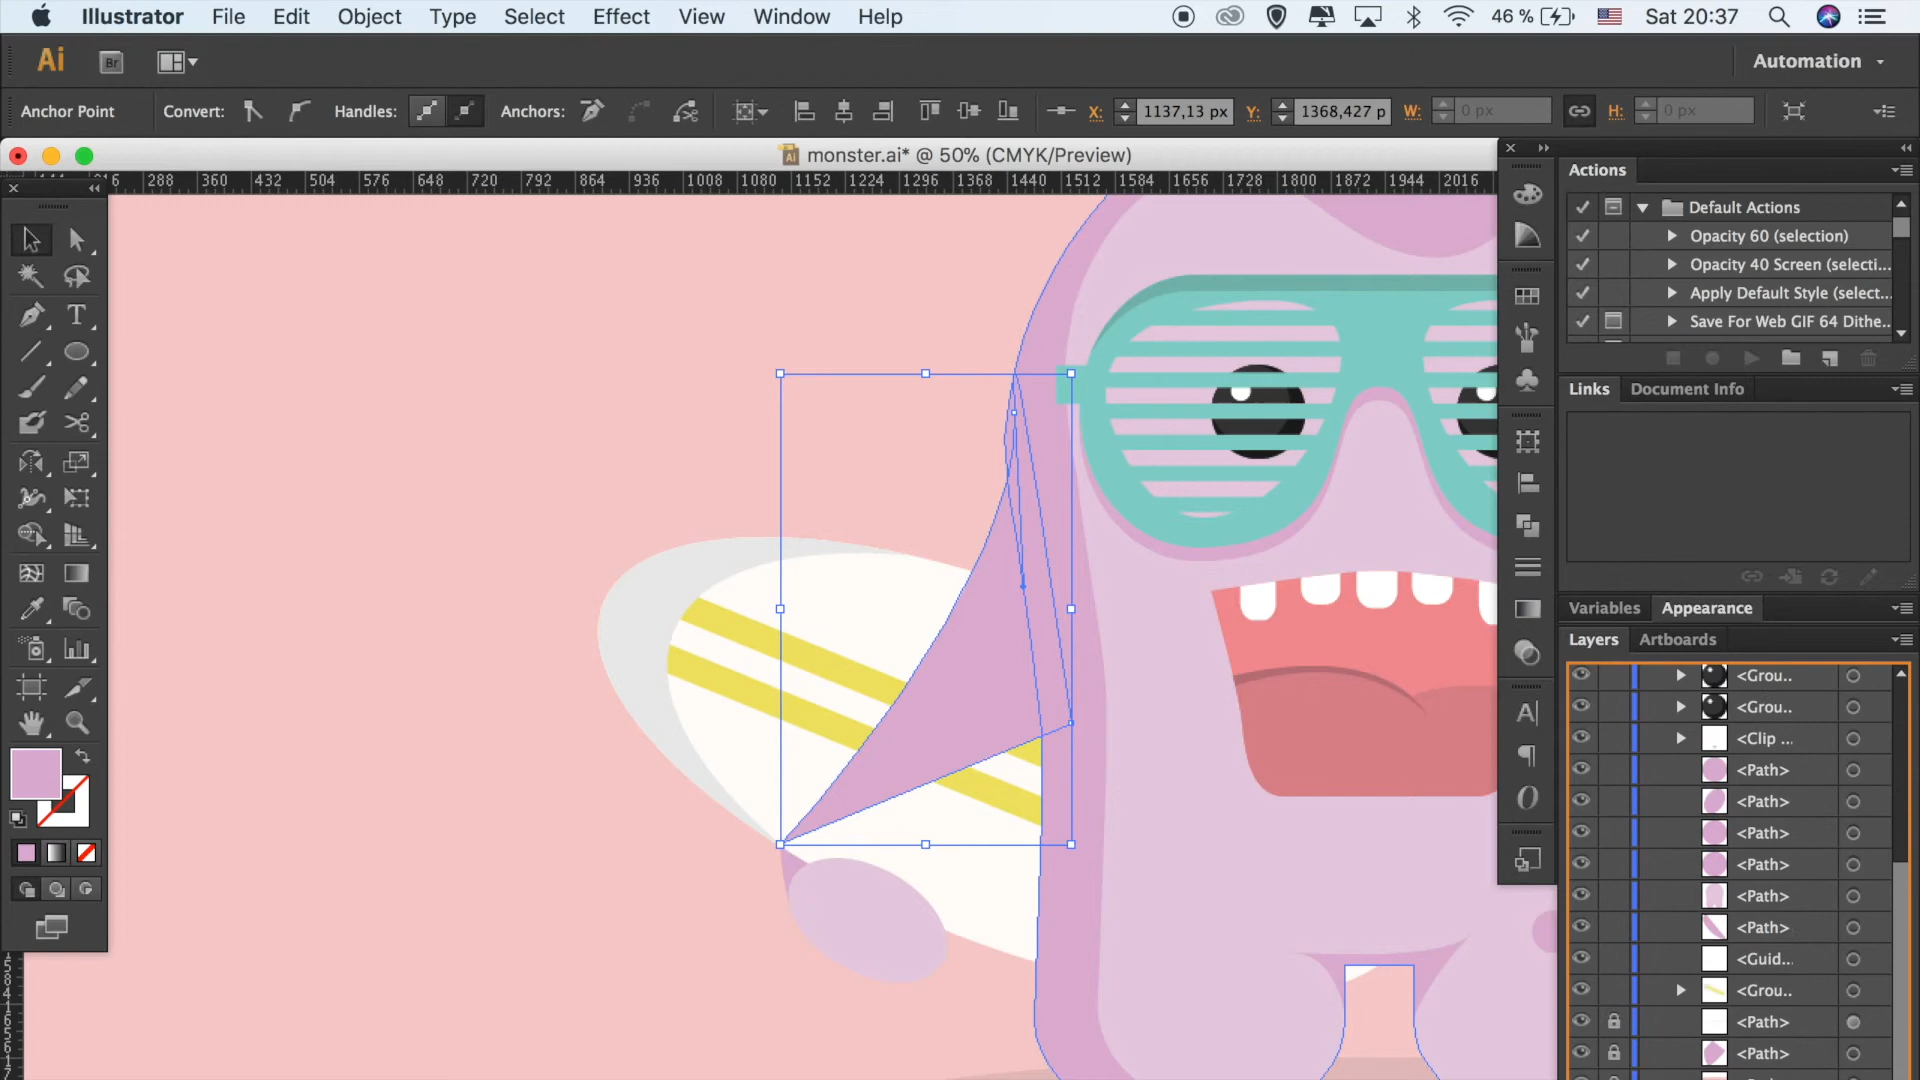 Illustrator File Edit Object Type Select Effect View Window Help 46 % Sat 20:37
Ai Br Automation
Anchor Point Convert: Handles: Anchors: X: 1137,13 px Y: 1368,427 p W: 0 px H: 0 px
Ai monster.ai* @ 50% (CMYK/Preview)
216 288 360 432 504 576 648 720 792 864 936 1008 1080 1152 1224 1296 1368 1440 1512 1584 1656 1728 1800 1872 1944 2016
Actions
Default Actions
Opacity 60 (selection)
Opacity 40 Screen (selecti...
Apply Default Style (select...
Save For Web GIF 64 Dithe...
Links Document Info
Variables Appearance
Layers Artboards
<Grou..
<Grou..
<Clip ...
<Path>
<Path>
<Path>
<Path>
<Path>
<Path>
<Guid...
<Grou..
<Path>
<Path>